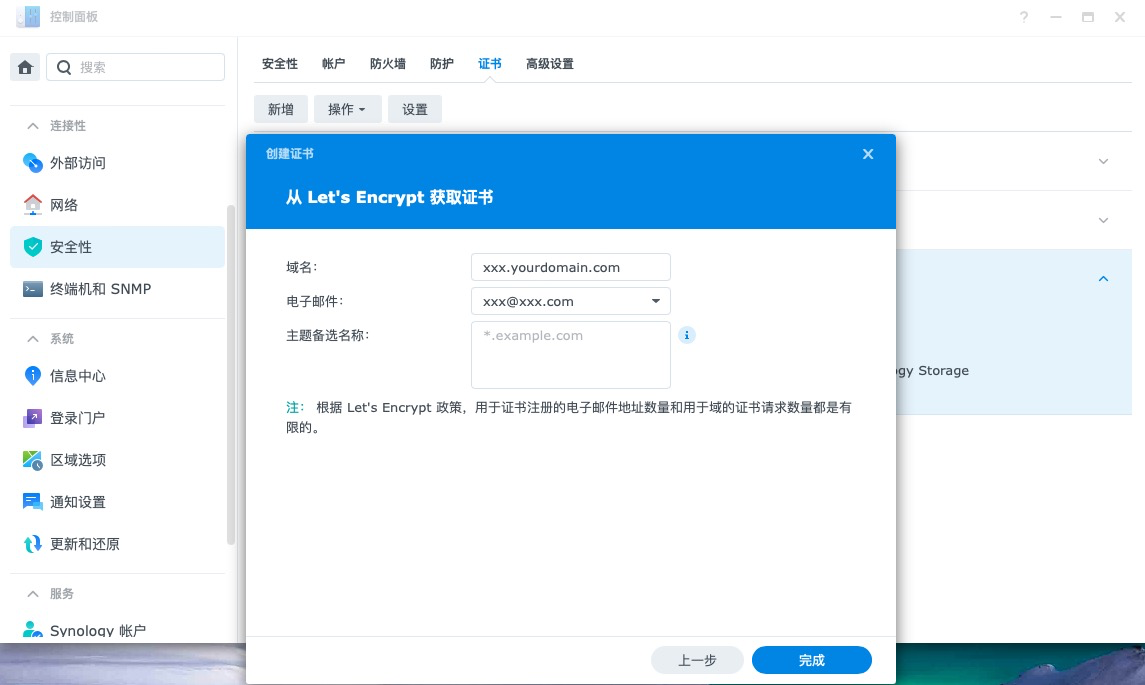 控制面板
搜索
连接性
外部访问
网络
安全性
终端机和 SNMP
系统
信息中心
登录门户
区域选项
通知设置
更新和还原
服务
Synology 帐户
安全性 帐户 防火墙 防护 证书 高级设置
新增 操作 设置
创建证书
从 Let's Encrypt 获取证书
域名: xxx.yourdomain.com
电子邮件: xxx@xxx.com
主题备选名称: *.example.com
注: 根据 Let's Encrypt 政策，用于证书注册的电子邮件地址数量和用于域的证书请求数量都是有
限的。
上一步 完成
Storage